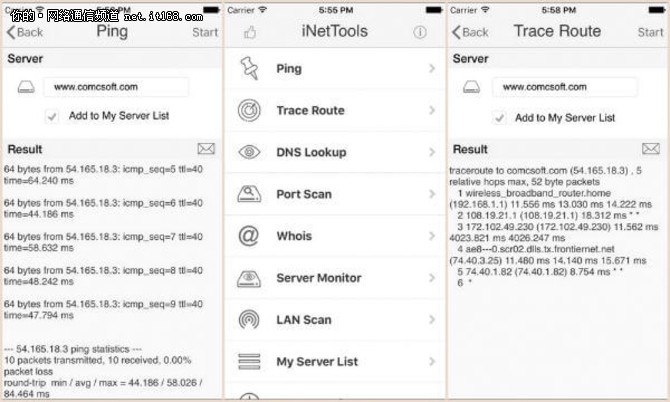 你的·网络通信频道 net.it168.com
Carrier
Back
Ping
Start
Server
www.comcsoft.com
Add to My Server List
Result
64 bytes from 54.165.18.3: icmp_seq=5 ttl=40
time=64.240 ms
64 bytes from 54.165.18.3: icmp_seq=6 ttl=40
time=44.186 ms
64 bytes from 54.165.18.3: icmp_seq=7 ttl=40
time=58.632 ms
64 bytes from 54.165.18.3: icmp_seq=8 ttl=40
time=48.242 ms
64 bytes from 54.165.18.3: icmp_seq=9 ttl=40
time=47.794 ms
--- 54.165.18.3 ping statistics ---
10 packets transmitted, 10 received, 0.00%
packet loss
round-trip min / avg / max = 44.186 / 58.026 /
84.464 ms
Carrier
5:55 PM
iNetTools
Ping
Trace Route
DNS Lookup
Port Scan
Whois
Server Monitor
LAN Scan
My Server List
Carrier
5:58 PM
Back
Trace Route
Start
Server
www.comcsoft.com
Add to My Server List
Result
traceroute to comcsoft.com (54.165.18.3) , 5
relative hops max, 52 byte packets
1 wireless_broadband_router.home
(192.168.1.1) 11.556 ms 13.030 ms 14.222 ms
2 108.19.21.1 (108.19.21.1) 18.312 ms * *
3 172.102.49.230 (172.102.49.230) 11.562 ms
4023.821 ms 4026.247 ms
4 ae8---0.scr02.dlls.tx.frontiernet.net
(74.40.3.25) 11.480 ms 14.140 ms 15.671 ms
5 74.40.1.82 (74.40.1.82) 8.754 ms * *
6 *